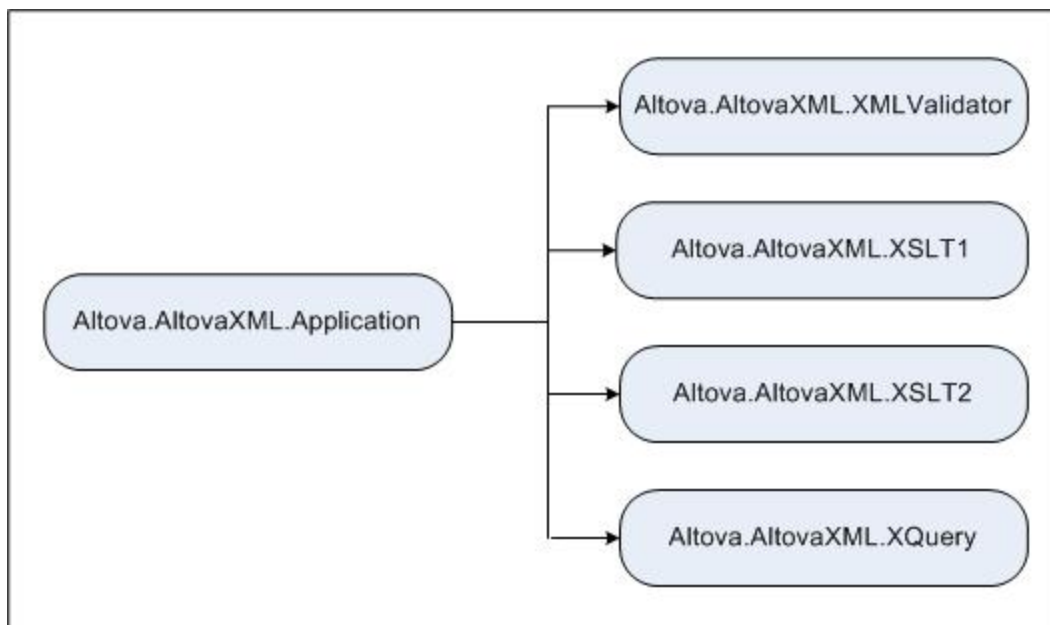 Altova.AltovaXML.XMLValidator
Altova.AltovaXML.XSLT1
Altova.AltovaXML.Application
Altova.AltovaXML.XSLT2
Altova.AltovaXML.XQuery